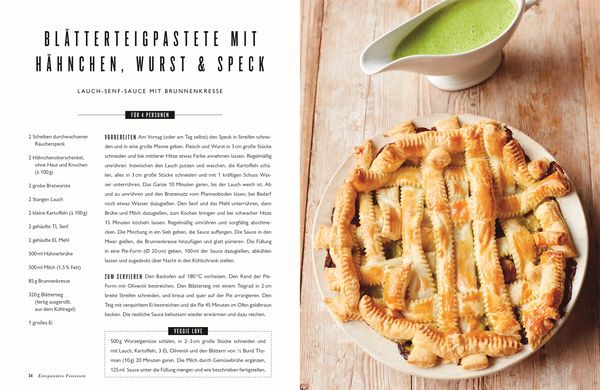 BLÄTTERTEIGPASTETE MIT
HÄHNCHEN, WURST & SPECK
LAUCH-SENF-SAUCE MIT BRUNNENKRESSE
FÜR 4 PERSONEN
2 Scheiben durchwachsener
Räucherspeck
2 Hähnchenoberschenkel,
ohne Haut und Knochen
(à 100 g)
2 grobe Bratwürste
2 Stangen Lauch
2 kleine Kartoffeln (à 100 g)
2 gehäufte TL Senf
2 gehäufte EL Mehl
500 ml Hühnerbrühe
100 ml Milch (1,5 % Fett)
85 g Brunnenkresse
320 g Blätterteig
(fertig ausgerollt,
aus dem Kühlregal)
1 großes Ei
VORBEREITEN Am Vortag (oder am Tag selbst) den Speck in Streifen schnei-
den und in eine große Pfanne geben. Fleisch und Wurst in 3 cm große Stücke
schneiden und bei mittlerer Hitze etwas Farbe annehmen lassen. Regelmäßig
umrühren. Inzwischen den Lauch putzen und waschen, die Kartoffeln schä-
len, alles in 3 cm große Stücke schneiden und mit 1 kräftigen Schuss Was-
ser unterrühren. Das Ganze 10 Minuten garen, bis der Lauch weich ist. Ab
und zu umrühren und den Bratensatz vom Pfannenboden lösen; bei Bedarf
noch etwas Wasser dazugießen. Den Senf und das Mehl unterrühren, dann
Brühe und Milch dazugießen, zum Kochen bringen und bei schwacher Hitze
15 Minuten köcheln lassen. Regelmäßig umrühren und sorgfältig abschme-
cken. Die Mischung in ein Sieb geben, die Sauce auffangen. Die Sauce in den
Mixer gießen, die Brunnenkresse hinzufügen und glatt pürieren. Die Füllung
in eine Pie-Form (Ø 20 cm) geben, 100 ml der Sauce dazugießen, abkühlen
lassen und zugedeckt über Nacht in den Kühlschrank stellen.
ZUM SERVIEREN Den Backofen auf 180 °C vorheizen. Den Rand der Pie-
Form mit Olivenöl bestreichen. Den Blätterteig mit einem Teigrad in 2 cm
breite Streifen schneiden, und kreuz und quer auf der Pie arrangieren. Den
Teig mit verquirltem Ei bestreichen und die Pie 45 Minuten im Ofen goldbraun
backen. Die restliche Sauce behutsam wieder erwärmen und dazu reichen.
VEGGIE LOVE
500 g Wurzelgemüse schälen, in 2–3 cm große Stücke schneiden und
mit Lauch, Kartoffeln, 3 EL Olivenöl und den Blättern von ½ Bund Thy-
mian (10 g) 20 Minuten garen. Die Milch durch Gemüsebrühe ergänzen,
125 ml Sauce unter die Füllung mengen und wie beschrieben fertigstellen.
24 Entspanntes Festessen